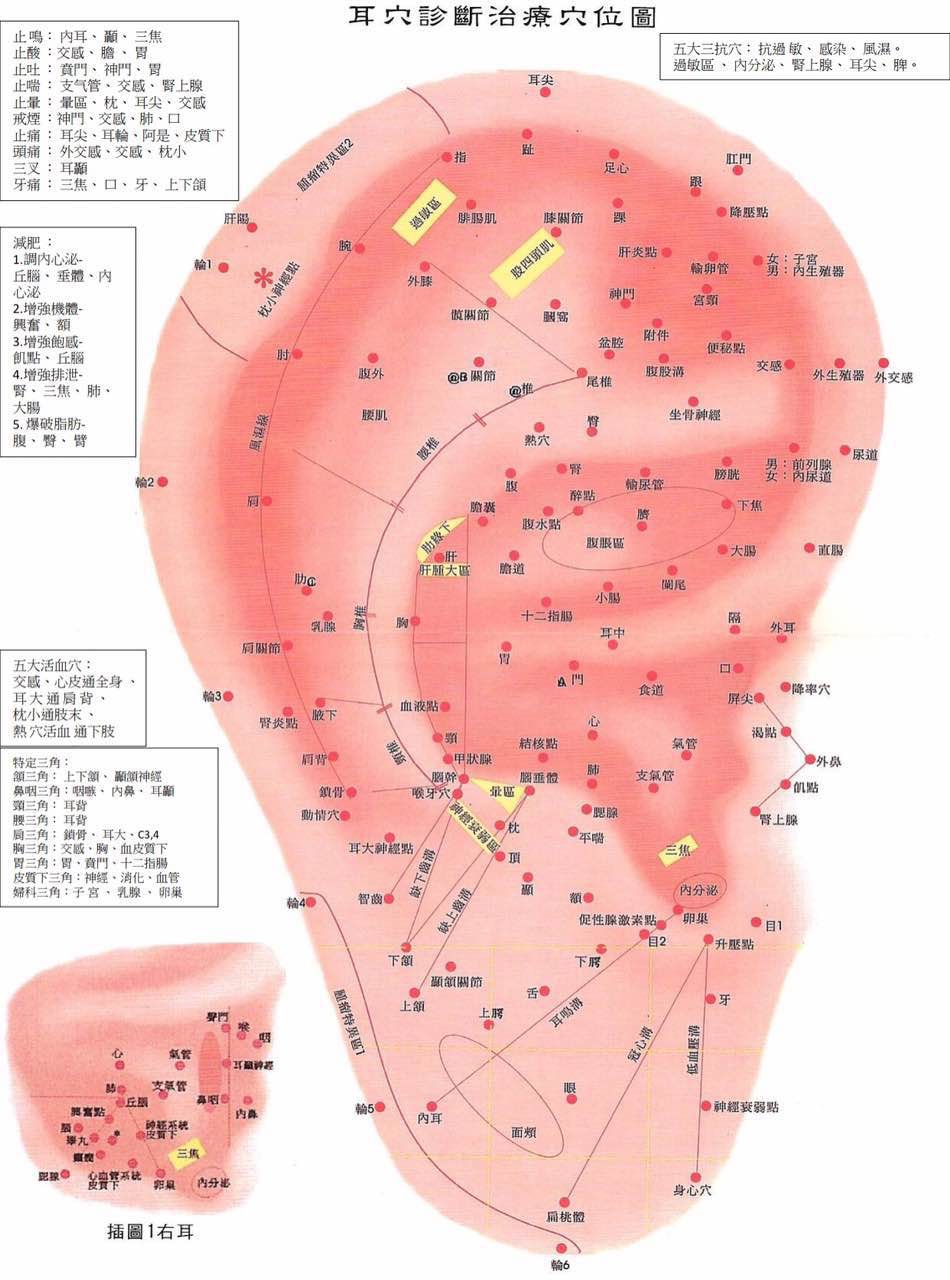 耳穴診斷治療穴位圖
止鳴：內耳、顳、三焦
止酸：交感、膽、胃
止吐：賁門、神門、胃
止喘：支气管、交感、腎上腺
止暈：暈區、枕、耳尖、交感
戒煙：神門、交感、肺、口
止痛：耳尖、耳輪、阿是、皮質下
頭痛：外交感、交感、枕小
三叉：耳顳
牙痛：三焦、口、牙、上下頜
五大三抗穴：抗過敏、感染、風濕。
過敏區、內分泌、腎上腺、耳尖、脾。
減肥：
1.調內心泌-
丘腦、垂體、內
心泌
2.增強機體-
興奮、額
3.增強飽感-
飢點、丘腦
4.增強排泄-
腎、三焦、肺、
大腸
5. 爆破脂肪-
腹、臀、臂
五大活血穴：
交感、心皮通全身、
耳大通肩背、
枕小通肢末、
熱穴活血通下肢
特定三角：
頜三角：上下頜、顳頜神經
鼻咽三角：咽喉、內鼻、耳顳
頸三角：耳背
腰三角：耳背
肩三角：鎖骨、耳大、C3,4
胸三角：交感、胸、血皮質下
胃三角：胃、賁門、十二指腸
皮質下三角：神經、消化、血管
婦科三角：子宮、乳腺、卵巢
耳尖
腫瘤特異區2
指
趾
足心
肛門
跟
過敏區
腓腸肌
膝關節
踝
降壓點
肝陽
腕
股四頭肌
肝炎點
輸卵管
女：子宮
男：內生殖器
輪1
枕小神經點
外膝
髖關節
膕窩
神門
宮頸
附件
便秘點
肘
腹外
@B關節
盆腔
腹股溝
交感
外生殖器
外交感
@椎
尾椎
腰肌
臀
坐骨神經
風濕線
腰椎
熱穴
男：前列腺
女：內尿道
尿道
輪2
腹
腎
輸尿管
膀胱
肩
膽囊
醉點
腹水點
臍
下焦
肋緣下
腹脹區
肝
肝腫大區
膽道
大腸
直腸
闌尾
肋C
小腸
十二指腸
乳腺
胸椎
胸
隔
外耳
肩關節
耳中
胃
口
A門
食道
屏尖
降率穴
輪3
腎炎點
腋下
血液點
心
渴點
頸
結核點
氣管
頸椎
甲狀腺
外鼻
肩背
腦幹
腦垂體
肺
支氣管
鎖骨
喉牙穴
暈區
飢點
動情穴
神經衰弱區
腮腺
腎上腺
枕
平喘
耳大神經點
三焦
缺下齒溝
頂
顳
內分泌
智齒
缺上齒溝
額
輪4
促性腺激素點
卵巢
目1
目2
升壓點
下頜
下腭
顳頜關節
舌
牙
上頜
腫瘤特異區1
上腭
耳鳴溝
冠心溝
低血壓溝
眼
輪5
內耳
面頰
神經衰弱點
身心穴
扁桃體
輪6
賁門
喉
咽
心
氣管
耳顳神經
肺
支氣管
丘腦
鼻咽
內鼻
興奮點
腦
神經系統
皮質下
睾丸
三焦
癲癇
腮腺
心血管系統
皮質下
卵巢
內分泌
插圖1右耳